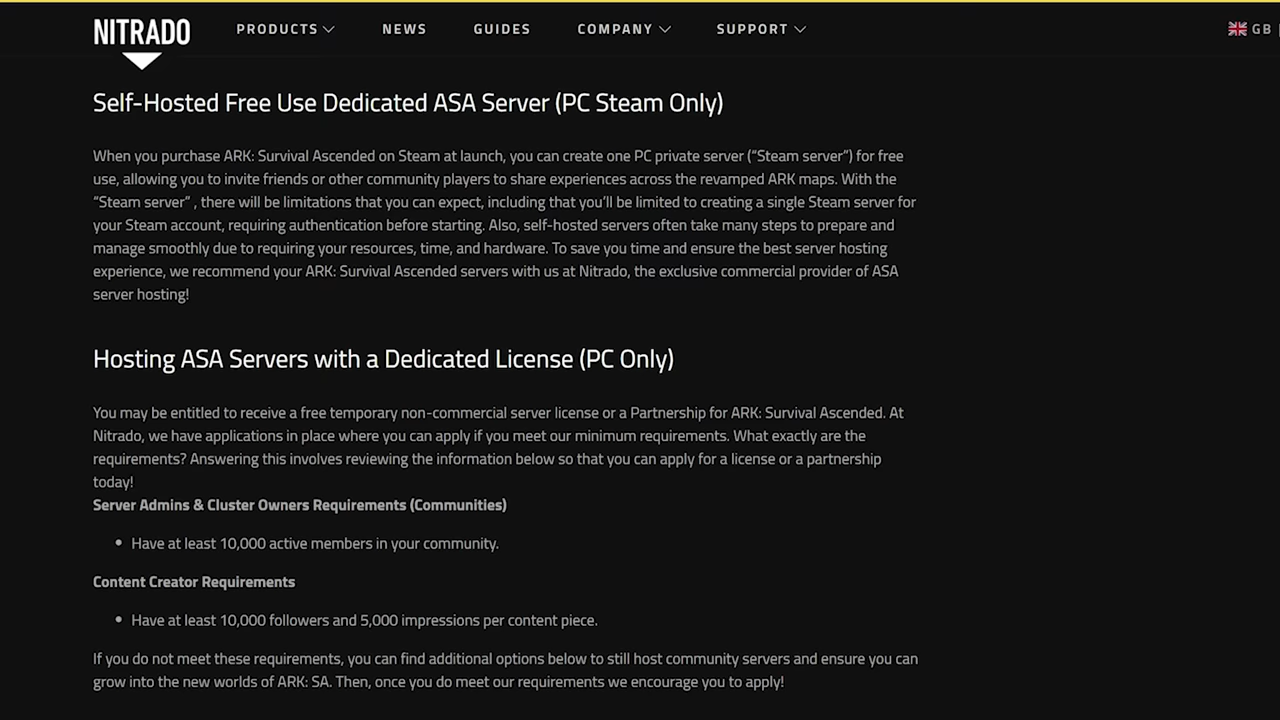 NITRADO
PRODUCTS
NEWS
GUIDES
COMPANY
SUPPORT
GB
Self-Hosted Free Use Dedicated ASA Server (PC Steam Only)
When you purchase ARK: Survival Ascended on Steam at launch, you can create one PC private server (“Steam server”) for free
use, allowing you to invite friends or other community players to share experiences across the revamped ARK maps. With the
“Steam server” , there will be limitations that you can expect, including that you’ll be limited to creating a single Steam server for
your Steam account, requiring authentication before starting. Also, self-hosted servers often take many steps to prepare and
manage smoothly due to requiring your resources, time, and hardware. To save you time and ensure the best server hosting
experience, we recommend your ARK: Survival Ascended servers with us at Nitrado, the exclusive commercial provider of ASA
server hosting!
Hosting ASA Servers with a Dedicated License (PC Only)
You may be entitled to receive a free temporary non-commercial server license or a Partnership for ARK: Survival Ascended. At
Nitrado, we have applications in place where you can apply if you meet our minimum requirements. What exactly are the
requirements? Answering this involves reviewing the information below so that you can apply for a license or a partnership
today!
Server Admins & Cluster Owners Requirements (Communities)
• Have at least 10,000 active members in your community.
Content Creator Requirements
• Have at least 10,000 followers and 5,000 impressions per content piece.
If you do not meet these requirements, you can find additional options below to still host community servers and ensure you can
grow into the new worlds of ARK: SA. Then, once you do meet our requirements we encourage you to apply!